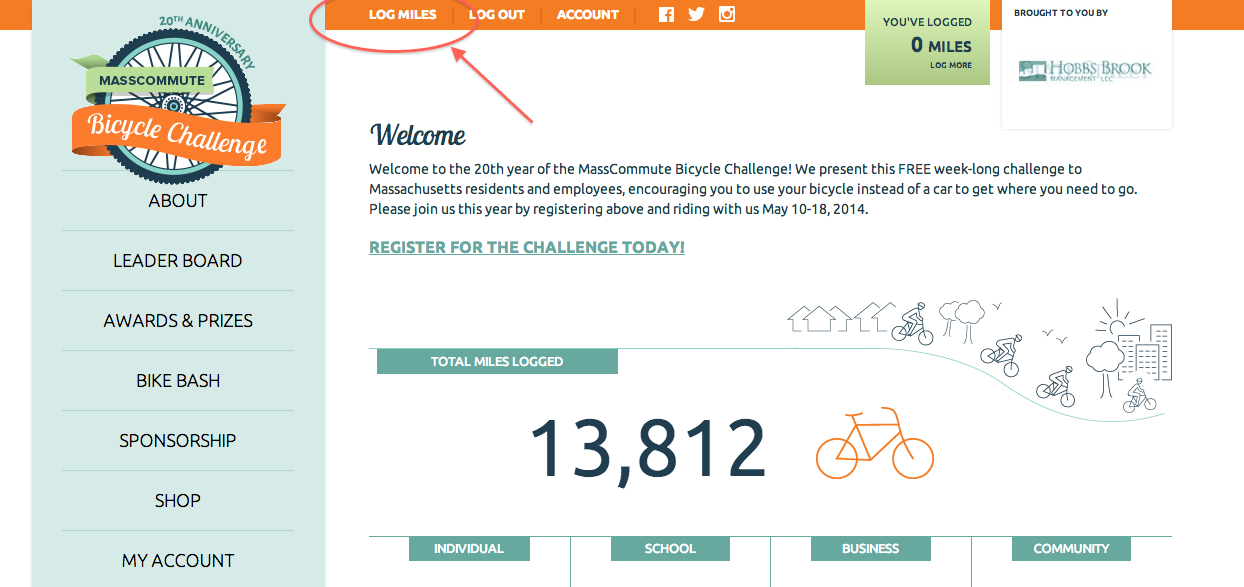 LOG MILES
LOG OUT
ACCOUNT
YOU'VE LOGGED
0 MILES
LOG MORE
BROUGHT TO YOU BY
HOBBS BROOK
MANAGEMENT LLC
20TH ANNIVERSARY
MASSCOMMUTE
Bicycle Challenge
ABOUT
LEADER BOARD
AWARDS & PRIZES
BIKE BASH
SPONSORSHIP
SHOP
MY ACCOUNT
Welcome
Welcome to the 20th year of the MassCommute Bicycle Challenge! We present this FREE week-long challenge to
Massachusetts residents and employees, encouraging you to use your bicycle instead of a car to get where you need to go.
Please join us this year by registering above and riding with us May 10-18, 2014.
REGISTER FOR THE CHALLENGE TODAY!
TOTAL MILES LOGGED
13,812
INDIVIDUAL
SCHOOL
BUSINESS
COMMUNITY